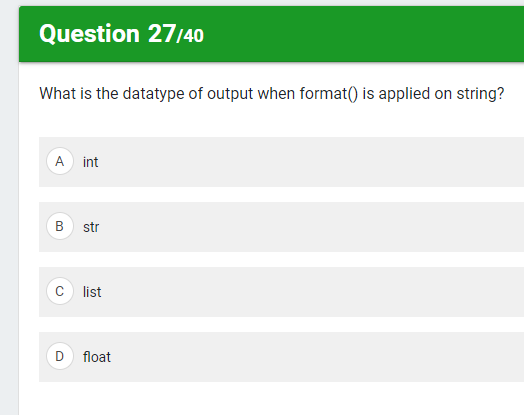 Question 27/40
What is the datatype of output when format() is applied on string?
A int
B str
C list
D float